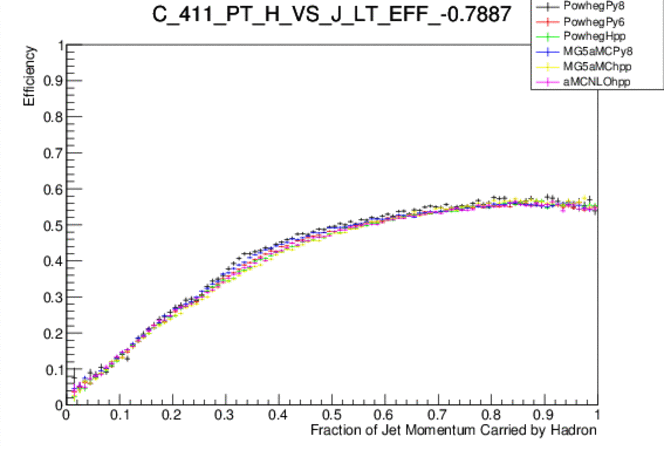 C_411_PT_H_VS_J_LT_EFF_-0.7887
PowhegPy8
PowhegPy6
PowhegHpp
MG5aMCPy8
MG5aMChpp
aMCNLOhpp
Efficiency
1
0.9
0.8
0.7
0.6
0.5
0.4
0.3
0.2
0.1
0
0 0.1 0.2 0.3 0.4 0.5 0.6 0.7 0.8 0.9 1
Fraction of Jet Momentum Carried by Hadron